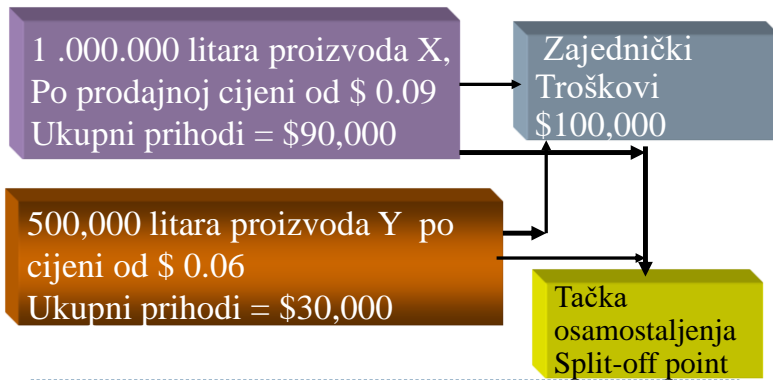 1 .000.000 litara proizvoda X,
Po prodajnoj cijeni od $ 0.09
Ukupni prihodi = $90,000
Zajednički
Troškovi
$100,000
500,000 litara proizvoda Y po
cijeni od $ 0.06
Ukupni prihodi = $30,000
Tačka
osamostaljenja
Split-off point